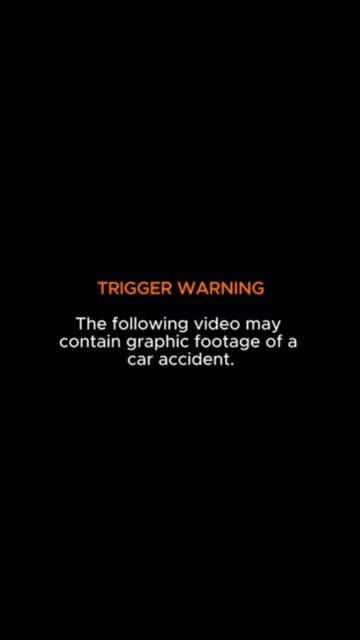 TRIGGER WARNING
The following video may
contain graphic footage of a
car accident.